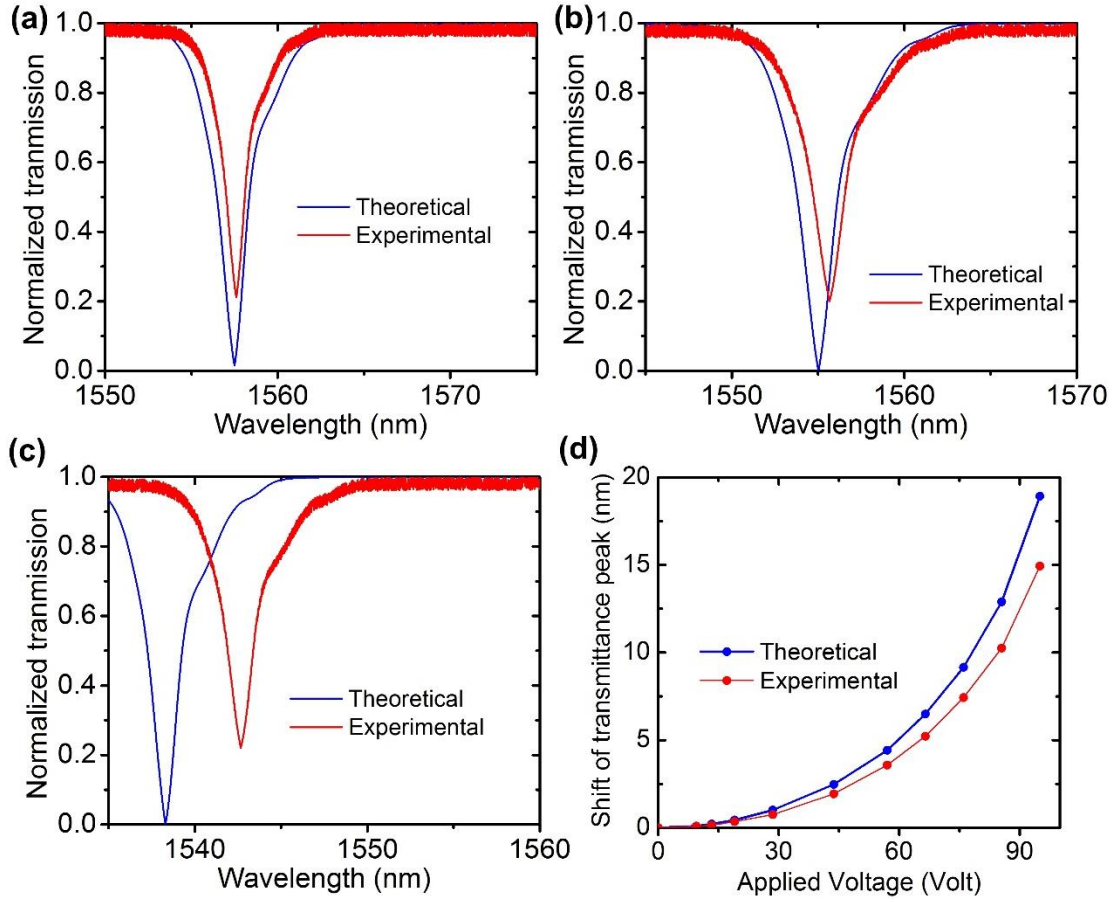 (a)
1.0
0.8
0.6
0.4
0.2
0.0
Normalized tranmission
Theoretical
Experimental
1550
1560
1570
Wavelength (nm)
(b)
1.0
0.8
0.6
0.4
0.2
0.0
Normalized tranmission
Theoretical
Experimental
1550
1560
1570
Wavelength (nm)
(c)
1.0
0.8
0.6
0.4
0.2
0.0
Normalized tranmission
Theoretical
Experimental
1540
1550
1560
Wavelength (nm)
(d)
20
15
10
5
0
Shift of transmittance peak (nm)
Theoretical
Experimental
0
30
60
90
Applied Voltage (Volt)